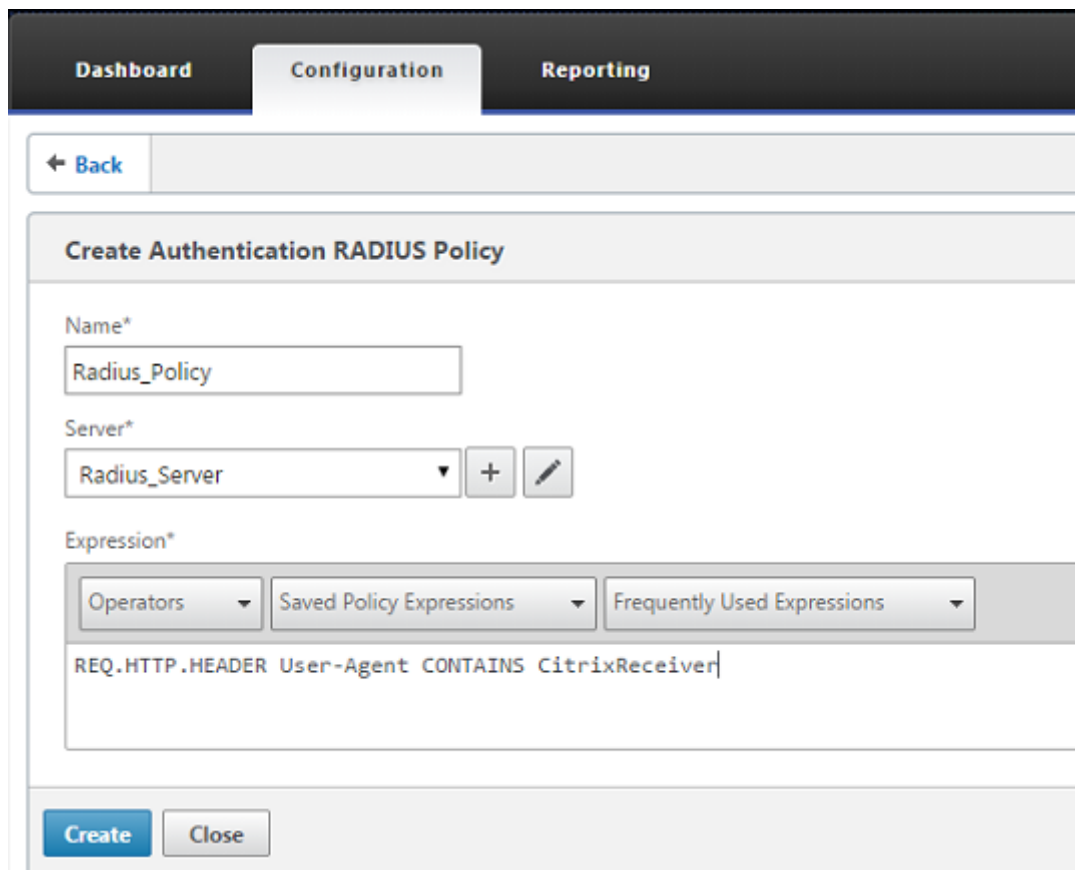 Dashboard Configuration Reporting
Back
Create Authentication RADIUS Policy
Name*
Radius_Policy
Server*
Radius_Server
Expression*
Operators Saved Policy Expressions Frequently Used Expressions
REQ.HTTP.HEADER User-Agent CONTAINS CitrixReceiver
Create Close